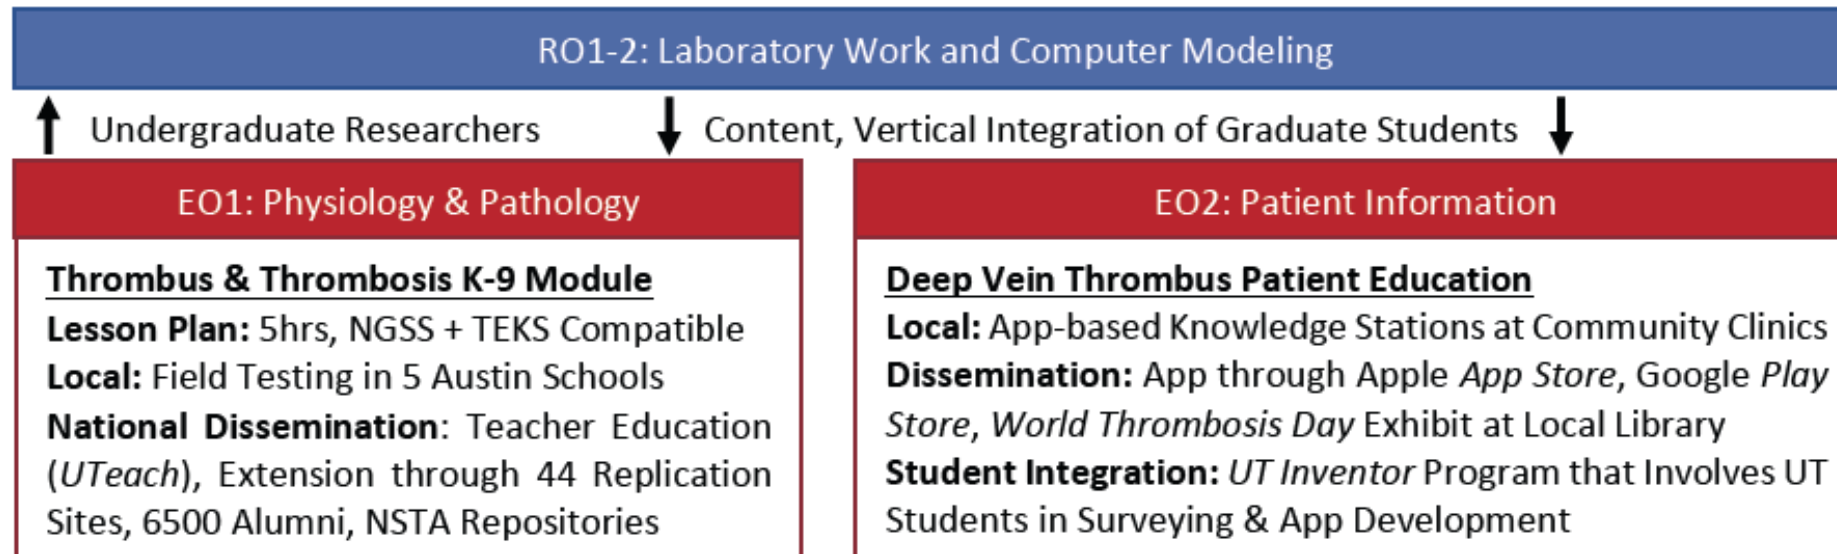 RO1-2: Laboratory Work and Computer Modeling
Undergraduate Researchers
Content, Vertical Integration of Graduate Students
EO1: Physiology & Pathology
Thrombus & Thrombosis K-9 Module
Lesson Plan: 5hrs, NGSS + TEKS Compatible
Local: Field Testing in 5 Austin Schools
National Dissemination: Teacher Education
(UTeach), Extension through 44 Replication
Sites, 6500 Alumni, NSTA Repositories
EO2: Patient Information
Deep Vein Thrombus Patient Education
Local: App-based Knowledge Stations at Community Clinics
Dissemination: App through Apple App Store, Google Play
Store, World Thrombosis Day Exhibit at Local Library
Student Integration: UT Inventor Program that Involves UT
Students in Surveying & App Development